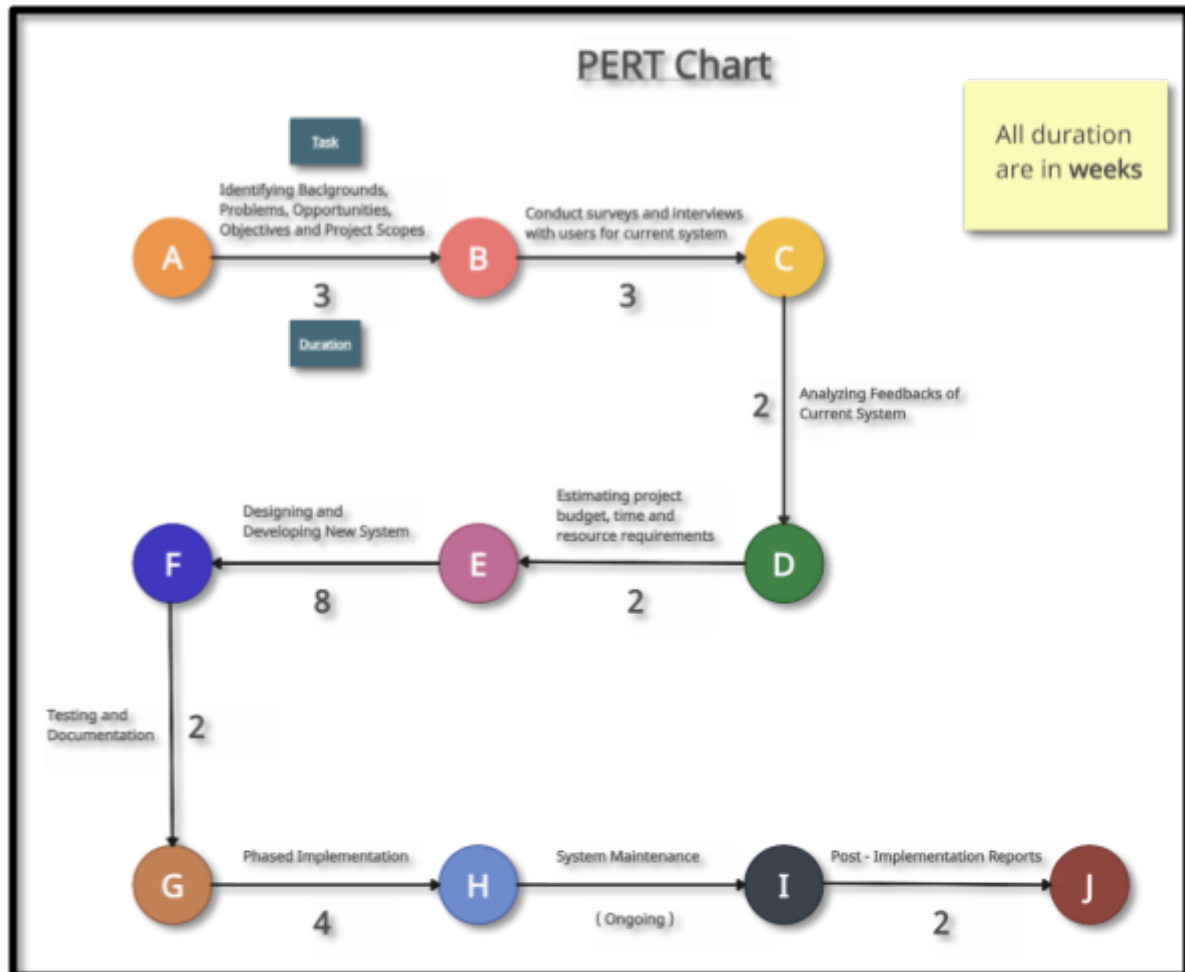 PERT Chart
All duration
are in weeks
Task
Identifying Baclgrounds,
Problems, Opportunities,
Objectives and Project Scopes
Conduct surveys and interviews
with users for current system
A
B
C
3
3
Duration
2
Analyzing Feedbacks of
Current System
Designing and
Developing New System
Estimating project
budget, time and
resource requirements
F
E
D
8
2
Testing and
Documentation
2
Phased Implementation
System Maintenance
Post - Implementation Reports
G
H
I
J
4
( Ongoing )
2